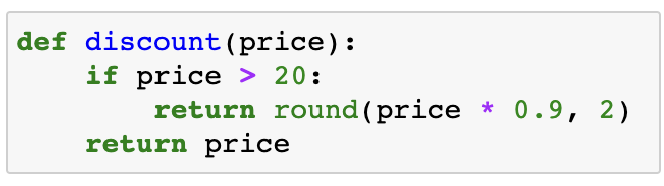 def discount(price):
    if price > 20:
        return round(price * 0.9, 2)
    return price